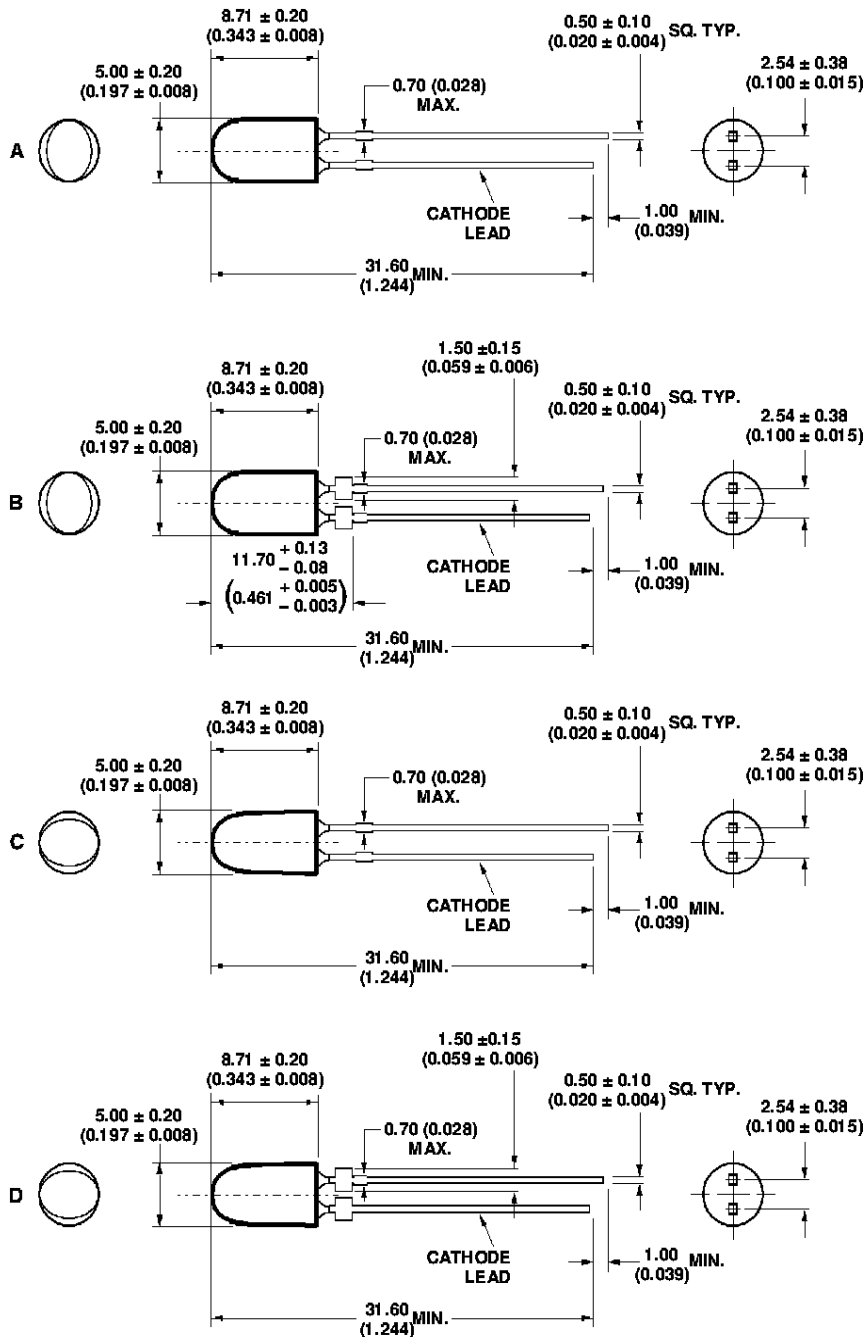 8.71 ± 0.20
(0.343 ± 0.008)
0.50 ± 0.10
(0.020 ± 0.004) SQ. TYP.
5.00 ± 0.20
(0.197 ± 0.008)
0.70 (0.028)
MAX.
2.54 ± 0.38
(0.100 ± 0.015)
A
CATHODE
LEAD
1.00 MIN.
(0.039)
31.60 MIN.
(1.244)
1.50 ±0.15
(0.059 ± 0.006)
8.71 ± 0.20
(0.343 ± 0.008)
0.50 ± 0.10
(0.020 ± 0.004) SQ. TYP.
5.00 ± 0.20
(0.197 ± 0.008)
0.70 (0.028)
MAX.
2.54 ± 0.38
(0.100 ± 0.015)
B
11.70 + 0.13
− 0.08
(0.461 + 0.005
− 0.003)
CATHODE
LEAD
1.00 MIN.
(0.039)
31.60 MIN.
(1.244)
8.71 ± 0.20
(0.343 ± 0.008)
0.50 ± 0.10
(0.020 ± 0.004) SQ. TYP.
5.00 ± 0.20
(0.197 ± 0.008)
0.70 (0.028)
MAX.
2.54 ± 0.38
(0.100 ± 0.015)
C
CATHODE
LEAD
1.00 MIN.
(0.039)
31.60 MIN.
(1.244)
1.50 ±0.15
(0.059 ± 0.006)
8.71 ± 0.20
(0.343 ± 0.008)
0.50 ± 0.10
(0.020 ± 0.004) SQ. TYP.
5.00 ± 0.20
(0.197 ± 0.008)
0.70 (0.028)
MAX.
2.54 ± 0.38
(0.100 ± 0.015)
D
CATHODE
LEAD
1.00 MIN.
(0.039)
31.60 MIN.
(1.244)